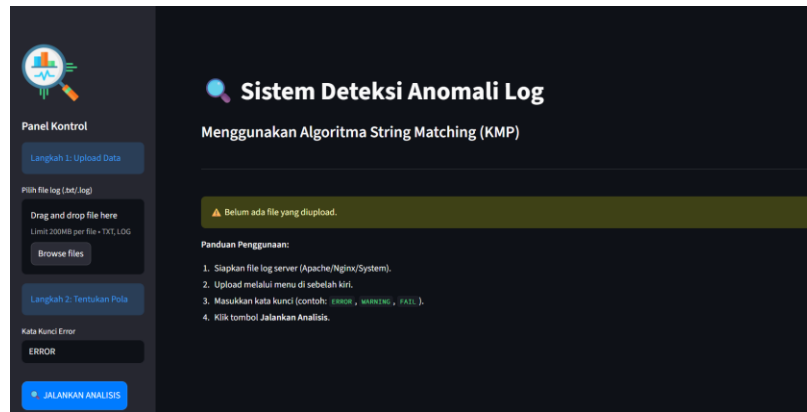 Panel Kontrol
Langkah 1: Upload Data
Pilih file log (.txt/.log)
Drag and drop file here
Limit 200MB per file • TXT, LOG
Browse files
Langkah 2: Tentukan Pola
Kata Kunci Error
ERROR
JALANKAN ANALISIS
Sistem Deteksi Anomali Log
Menggunakan Algoritma String Matching (KMP)
Belum ada file yang diupload.
Panduan Penggunaan:
1. Siapkan file log server (Apache/Nginx/System).
2. Upload melalui menu di sebelah kiri.
3. Masukkan kata kunci (contoh: ERROR , WARNING , FAIL ).
4. Klik tombol Jalankan Analisis.